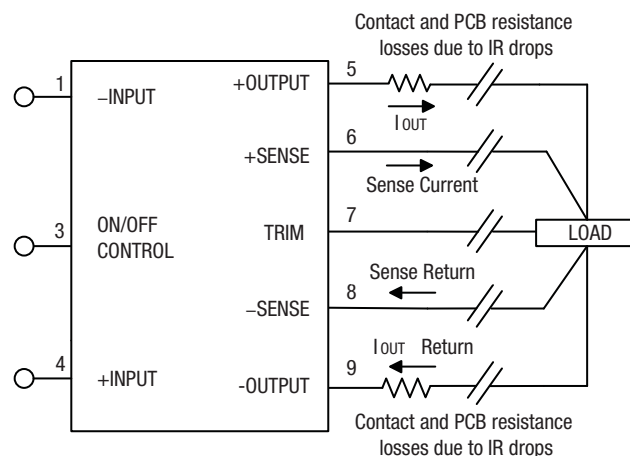 Contact and PCB resistance
losses due to IR drops
1
–INPUT
+OUTPUT
5
IOUT
+SENSE
6
Sense Current
3
ON/OFF
CONTROL
TRIM
7
LOAD
Sense Return
–SENSE
8
4
+INPUT
IOUT Return
-OUTPUT
9
Contact and PCB resistance
losses due to IR drops